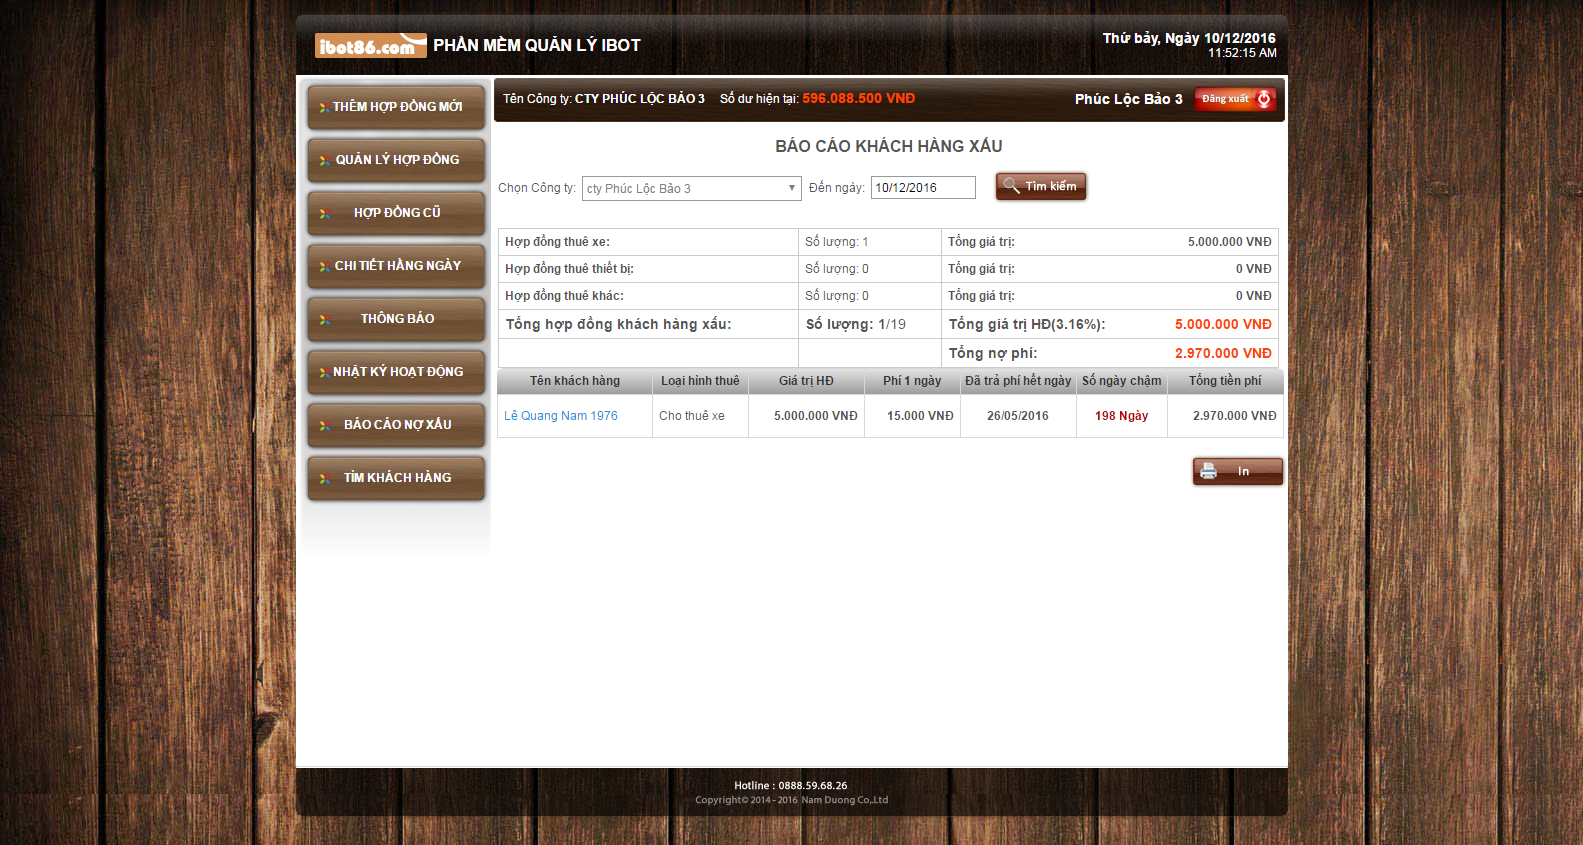 ibot86.com PHẦN MỀM QUẢN LÝ IBOT
Thứ bảy, Ngày 10/12/2016
11:52:15 AM
THÊM HỢP ĐỒNG MỚI
QUẢN LÝ HỢP ĐỒNG
HỢP ĐỒNG CŨ
CHI TIẾT HẰNG NGÀY
THÔNG BÁO
NHẬT KÝ HOẠT ĐỘNG
BÁO CÁO NỢ XẤU
TÌM KHÁCH HÀNG
Tên Công ty: CTY PHÚC LỘC BẢO 3 Số dư hiện tại: 596.088.500 VNĐ Phúc Lộc Bảo 3 Đăng xuất
BÁO CÁO KHÁCH HÀNG XẤU
Chọn Công ty: cty Phúc Lộc Bảo 3 Đến ngày: 10/12/2016 Tìm kiếm
Hợp đồng thuê xe: Số lượng: 1 Tổng giá trị: 5.000.000 VNĐ
Hợp đồng thuê thiết bị: Số lượng: 0 Tổng giá trị: 0 VNĐ
Hợp đồng thuê khác: Số lượng: 0 Tổng giá trị: 0 VNĐ
Tổng hợp đồng khách hàng xấu: Số lượng: 1/19 Tổng giá trị HĐ(3.16%): 5.000.000 VNĐ
Tổng nợ phí: 2.970.000 VNĐ
Tên khách hàng Loại hình thuê Giá trị HĐ Phí 1 ngày Đã trả phí hết ngày Số ngày chậm Tổng tiền phí
Lê Quang Nam 1976 Cho thuê xe 5.000.000 VNĐ 15.000 VNĐ 26/05/2016 198 Ngày 2.970.000 VNĐ
In
Hotline : 0888.59.68.26
Copyright© 2014 - 2016 Nam Duong Co,.Ltd